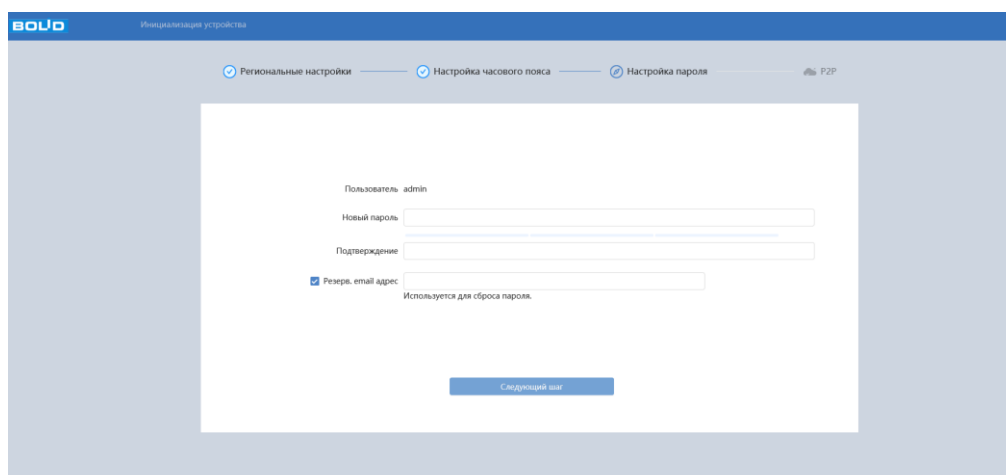 BOLID Инициализация устройства
Региональные настройки Настройка часового пояса Настройка пароля P2P
Пользователь admin
Новый пароль
Подтверждение
Резерв. email адрес
Используется для сброса пароля.
Следующий шаг